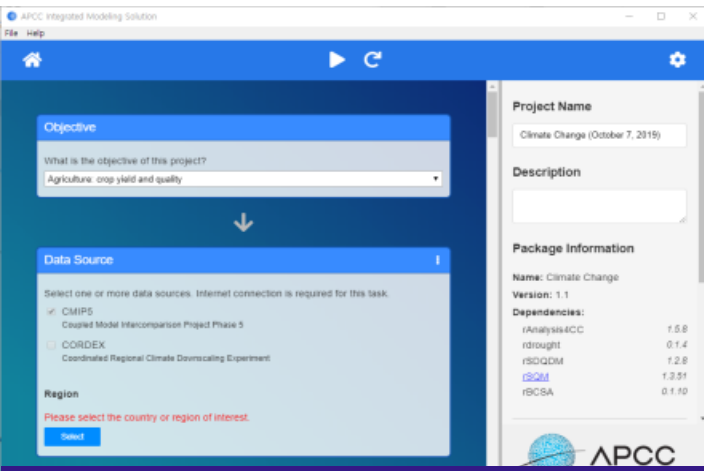 APCC Integrated Modeling Solution
File Help
Objective
What is the objective of this project?
Agriculture: crop yield and quality
Data Source
Select one or more data sources. Internet connection is required for this task.
CMIP5
Coupled Model Intercomparison Project Phase 5
CORDEX
Coordinated Regional Climate Downscaling Experiment
Region
Please select the country or region of interest.
Select
Project Name
Climate Change (October 7, 2019)
Description
Package Information
Name: Climate Change
Version: 1.1
Dependencies:
rAnalysis4CC 1.5.8
rdrought 0.1.4
rSDQDM 1.2.8
rSQM 1.3.51
rBCSA 0.1.10
APCC